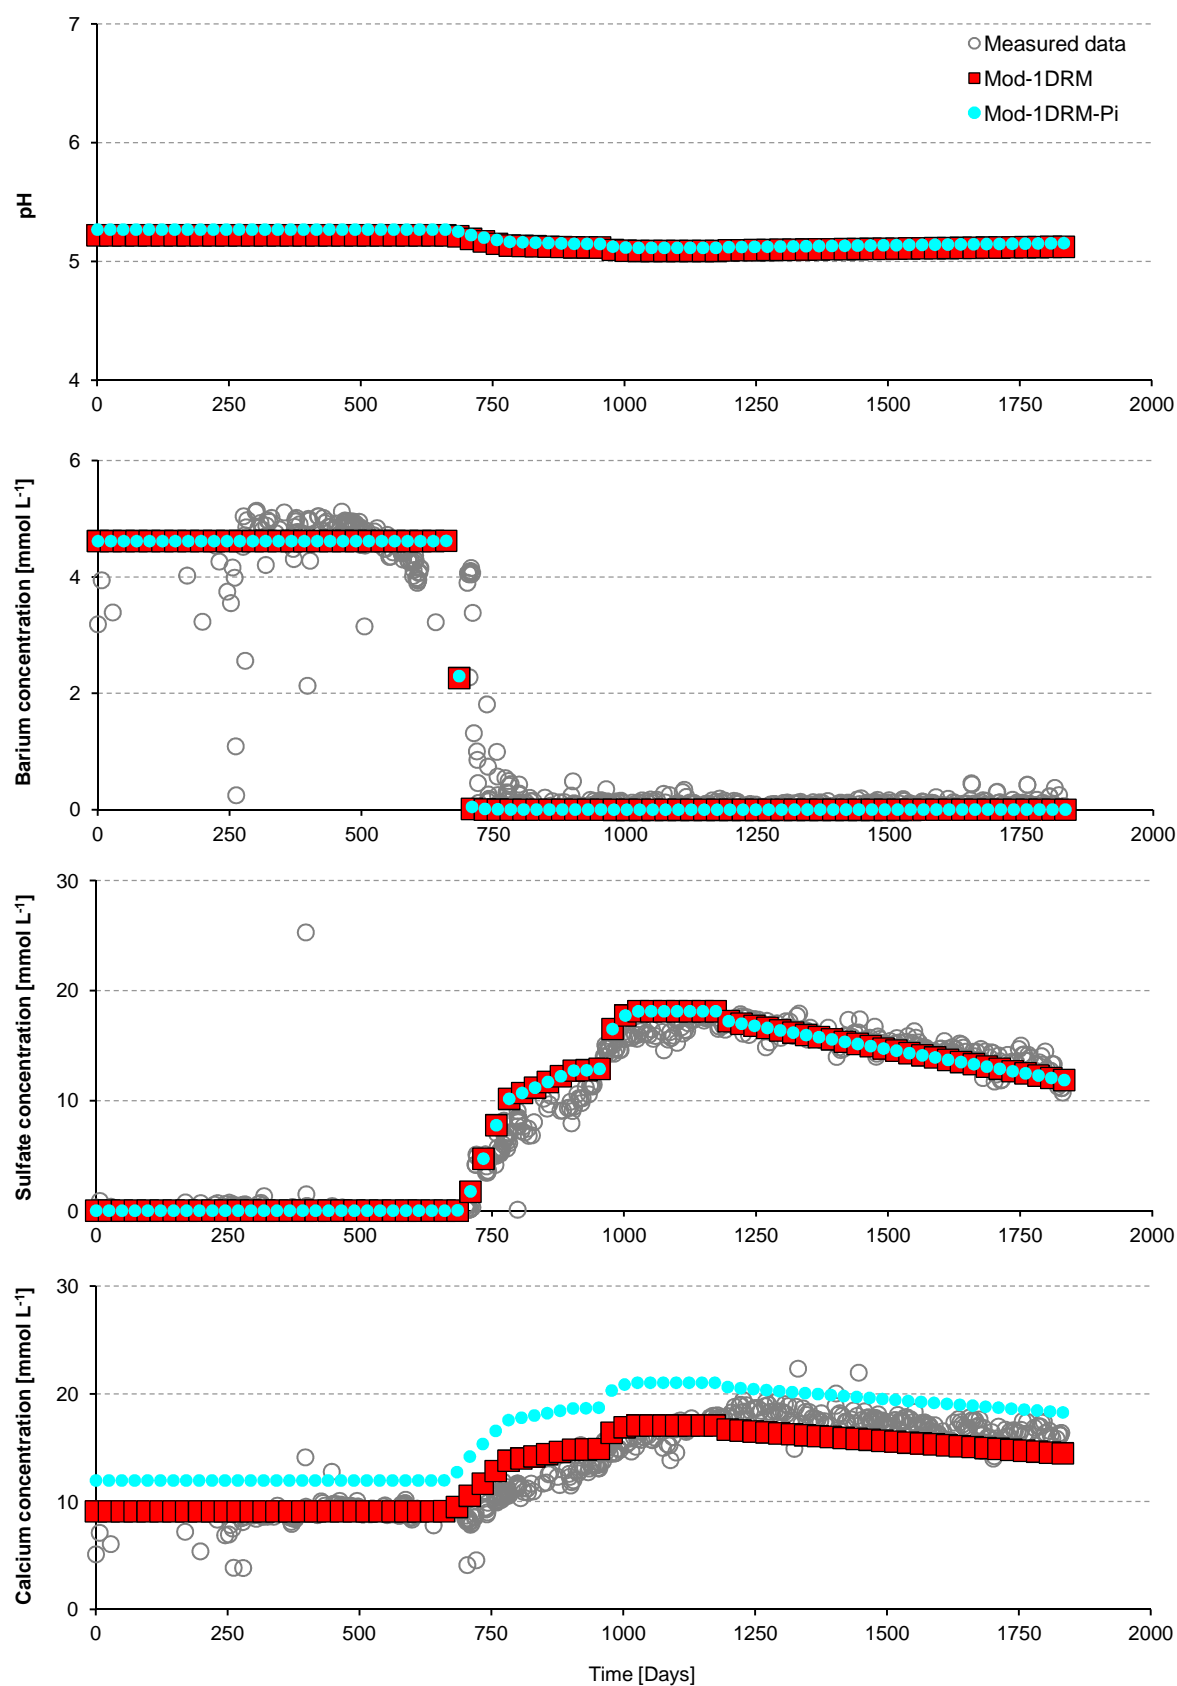 7
Measured data
Mod-1DRM
Mod-1DRM-Pi
6
pH
5
4
0 250 500 750 1000 1250 1500 1750 2000
6
Barium concentration [mmol L-1]
4
2
0
0 250 500 750 1000 1250 1500 1750 2000
30
Sulfate concentration [mmol L-1]
20
10
0
0 250 500 750 1000 1250 1500 1750 2000
30
Calcium concentration [mmol L-1]
20
10
0
0 250 500 750 1000 1250 1500 1750 2000
Time [Days]